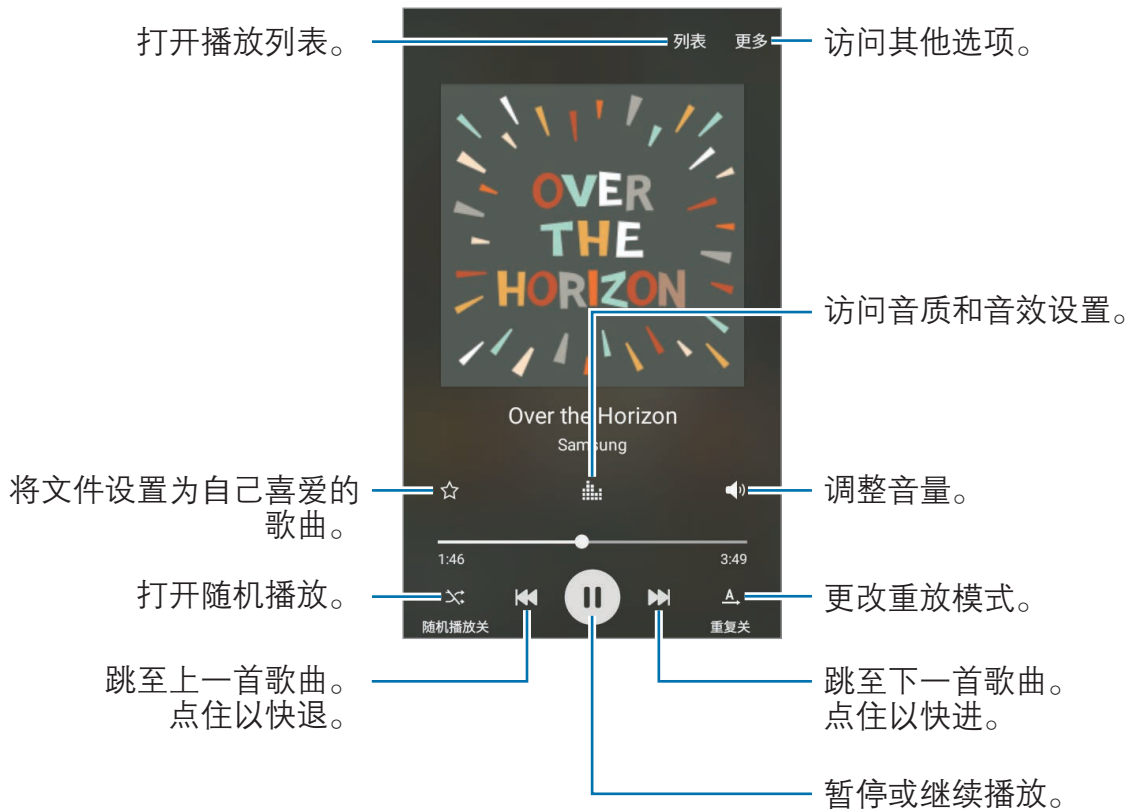 打开播放列表。
列表
更多
访问其他选项。
OVER
THE
HORIZON
访问音质和音效设置。
Over the Horizon
Samsung
将文件设置为自己喜爱的
歌曲。
调整音量。
1:46
3:49
打开随机播放。
A
更改重放模式。
随机播放关
重复关
跳至上一首歌曲。
点住以快退。
跳至下一首歌曲。
点住以快进。
暂停或继续播放。